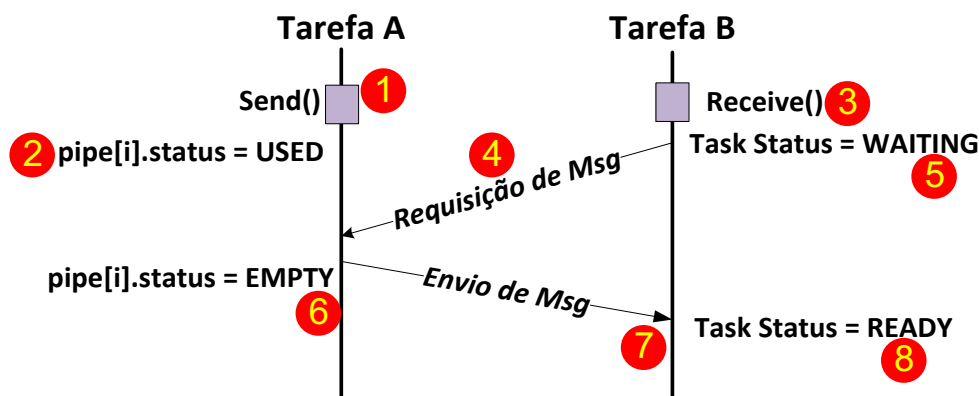 Tarefa A Tarefa B
Send() 1 Receive() 3
2 pipe[i].status = USED 4 Task Status = WAITING
5
Requisição de Msg
pipe[i].status = EMPTY Envio de Msg
6 7 Task Status = READY
8